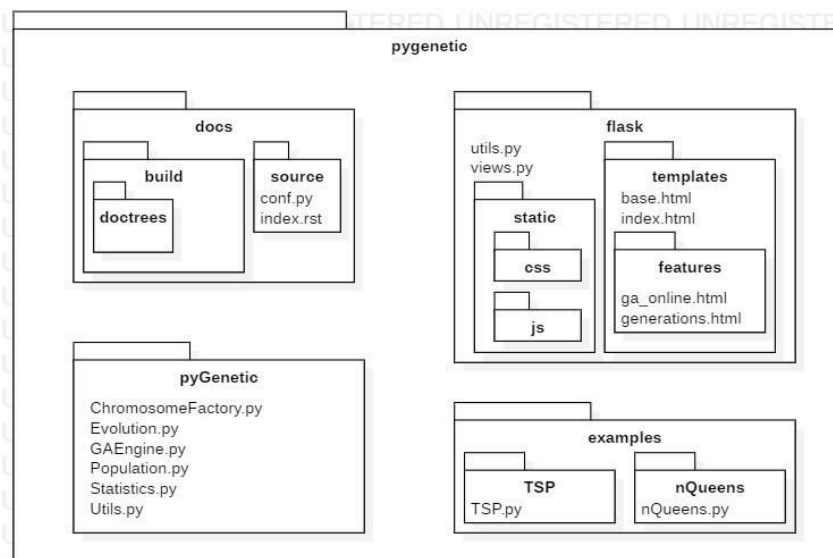 UNREGISTERED UNREGISTE
pygenetic
docs
build
doctrees
source
conf.py
index.rst
flask
utils.py
views.py
static
css
js
templates
base.html
index.html
features
ga_online.html
generations.html
pyGenetic
ChromosomeFactory.py
Evolution.py
GAEngine.py
Population.py
Statistics.py
Utils.py
examples
TSP
TSP.py
nQueens
nQueens.py